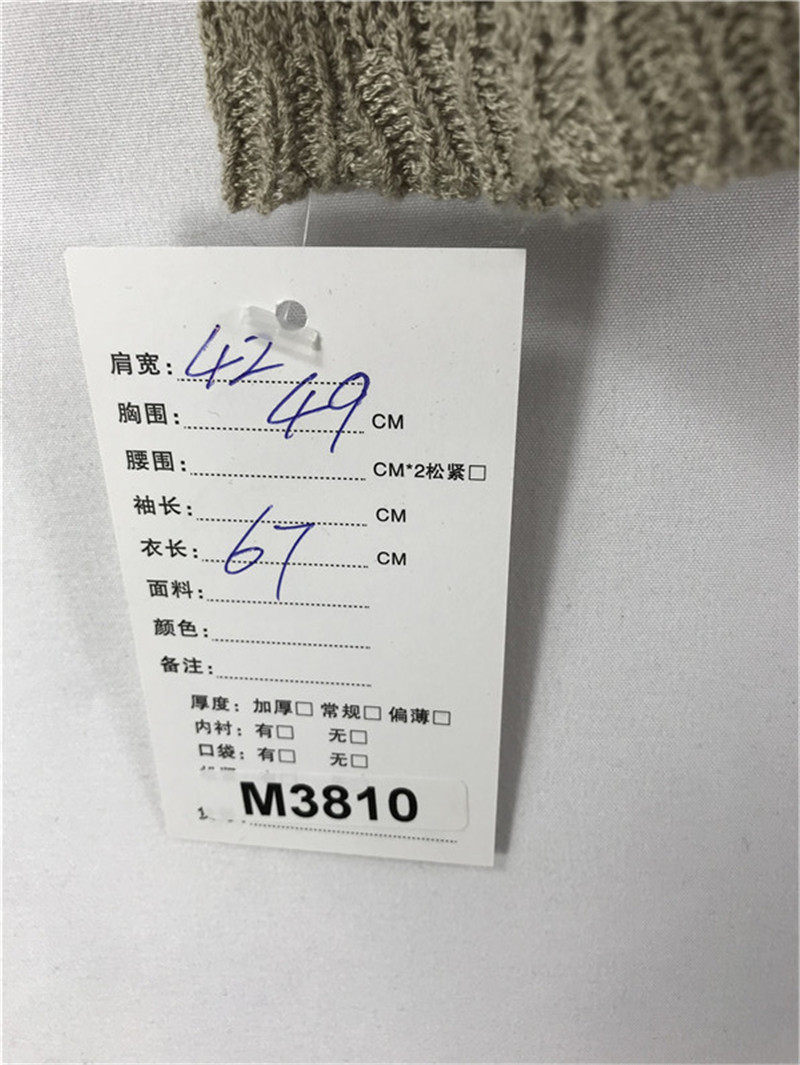 肩宽: 42
胸围: 49 CM
腰围: CM*2松紧□
袖长: CM
衣长: 67 CM
面料:
颜色:
备注:
厚度: 加厚□ 常规□ 偏薄□
内衬: 有□ 无□
口袋: 有□ 无□
M3810